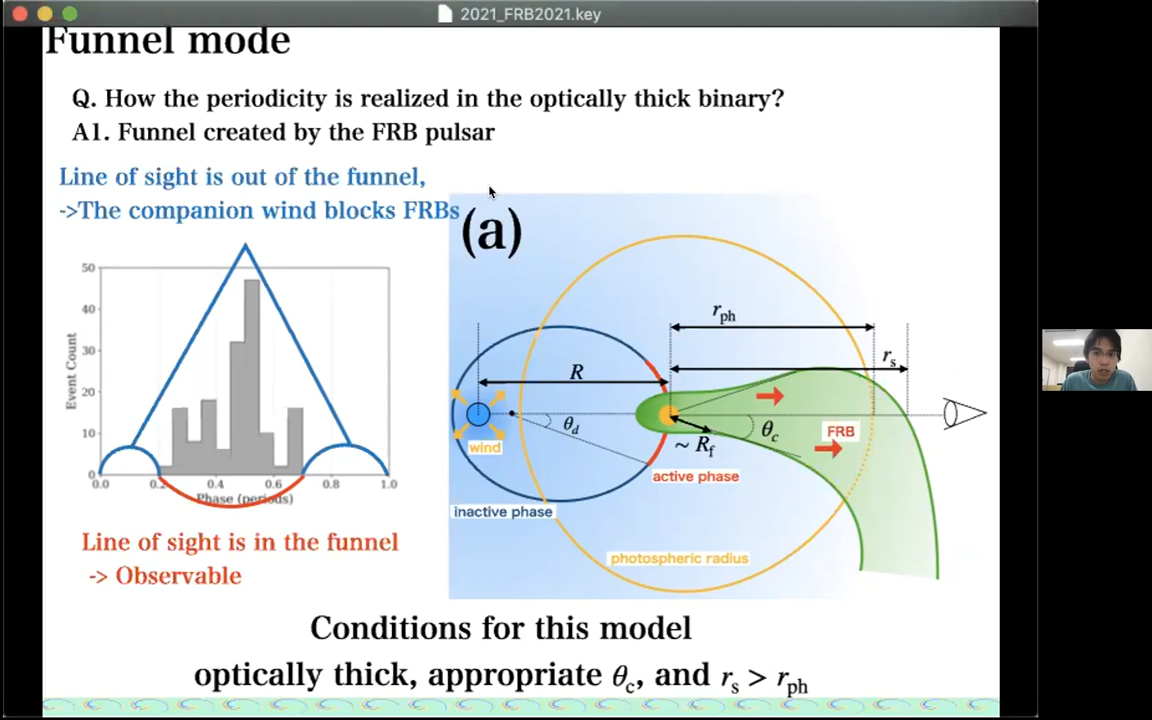 2021_FRB2021.key
Funnel mode
Q. How the periodicity is realized in the optically thick binary?
A1. Funnel created by the FRB pulsar
Line of sight is out of the funnel,
->The companion wind blocks FRBs
(a)
50
40
30
20
10
0
Event Count
0.0 0.2 0.4 0.6 0.8 1.0
Phase (periods)
r_ph
r_s
R
θ_d
θ_c
~ R_f
FRB
wind
active phase
inactive phase
photospheric radius
Line of sight is in the funnel
-> Observable
Conditions for this model
optically thick, appropriate θ_c, and r_s > r_ph